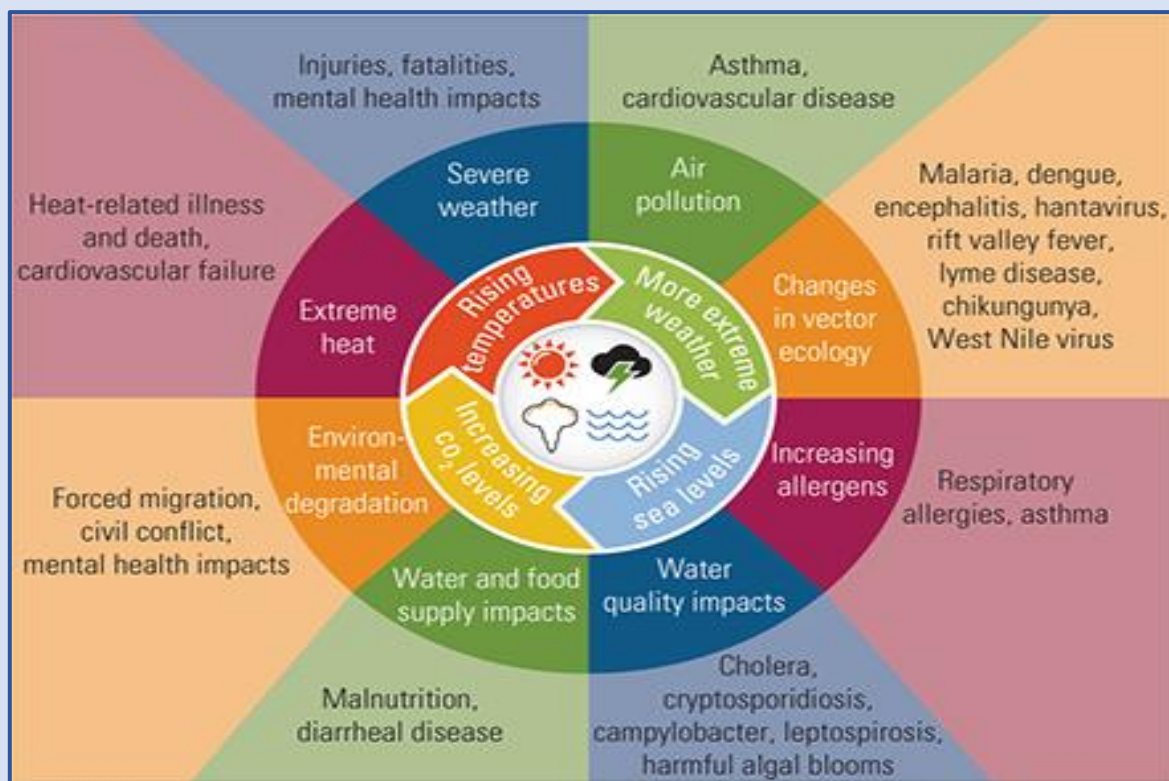 Injuries, fatalities,
mental health impacts
Asthma,
cardiovascular disease
Severe
weather
Air
pollution
Heat-related illness
and death,
cardiovascular failure
Malaria, dengue,
encephalitis, hantavirus,
rift valley fever,
lyme disease,
chikungunya,
West Nile virus
Extreme
heat
Rising
temperatures
More extreme
weather
Changes
in vector
ecology
Environ-
mental
degradation
Increasing
CO2 levels
Rising
sea levels
Increasing
allergens
Forced migration,
civil conflict,
mental health impacts
Respiratory
allergies, asthma
Water and food
supply impacts
Water
quality impacts
Malnutrition,
diarrheal disease
Cholera,
cryptosporidiosis,
campylobacter, leptospirosis,
harmful algal blooms